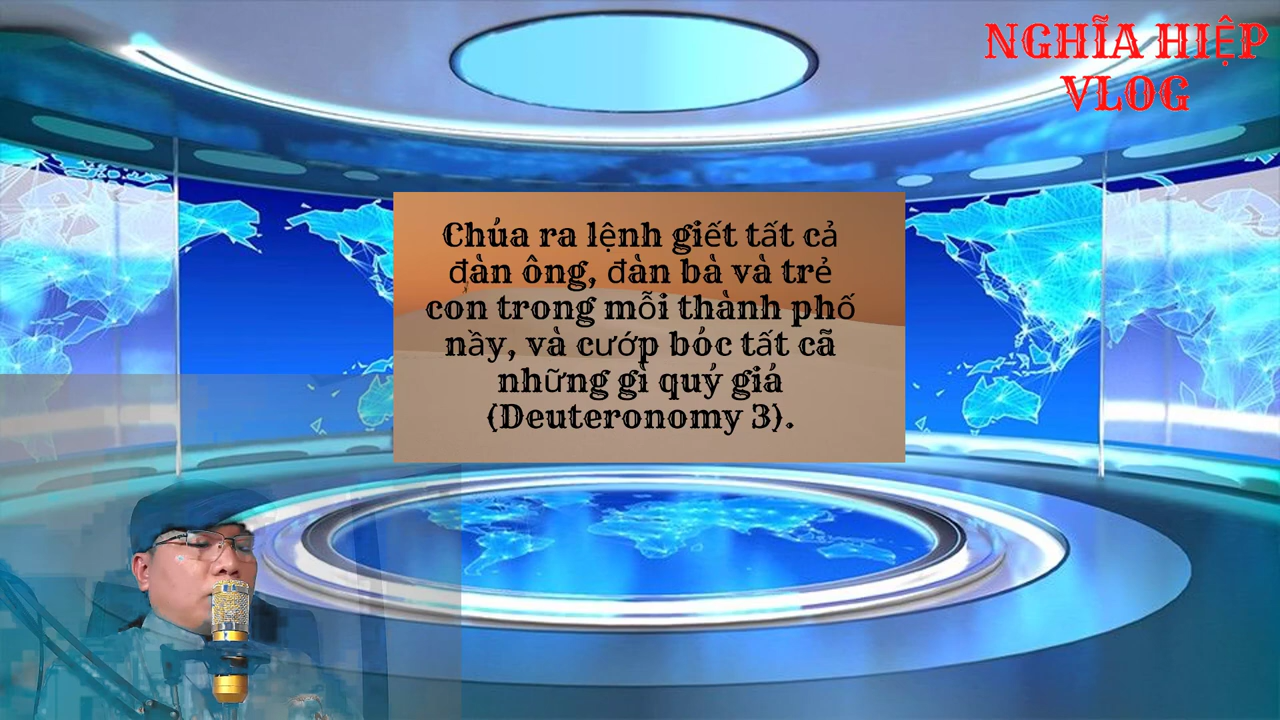 NGHĨA HIỆP
VLOG
Chúa ra lệnh giết tất cả
đàn ông, đàn bà và trẻ
con trong mỗi thành phố
nầy, và cướp bóc tất cã
những gì quý giá
(Deuteronomy 3).